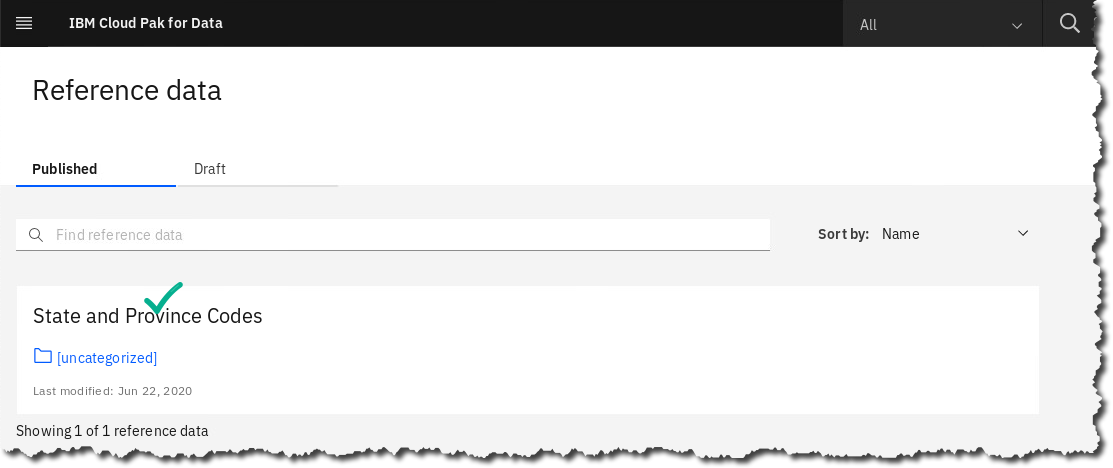 IBM Cloud Pak for Data
All
Reference data
Published
Draft
Find reference data
Sort by: Name
State and Province Codes
[uncategorized]
Last modified: Jun 22, 2020
Showing 1 of 1 reference data